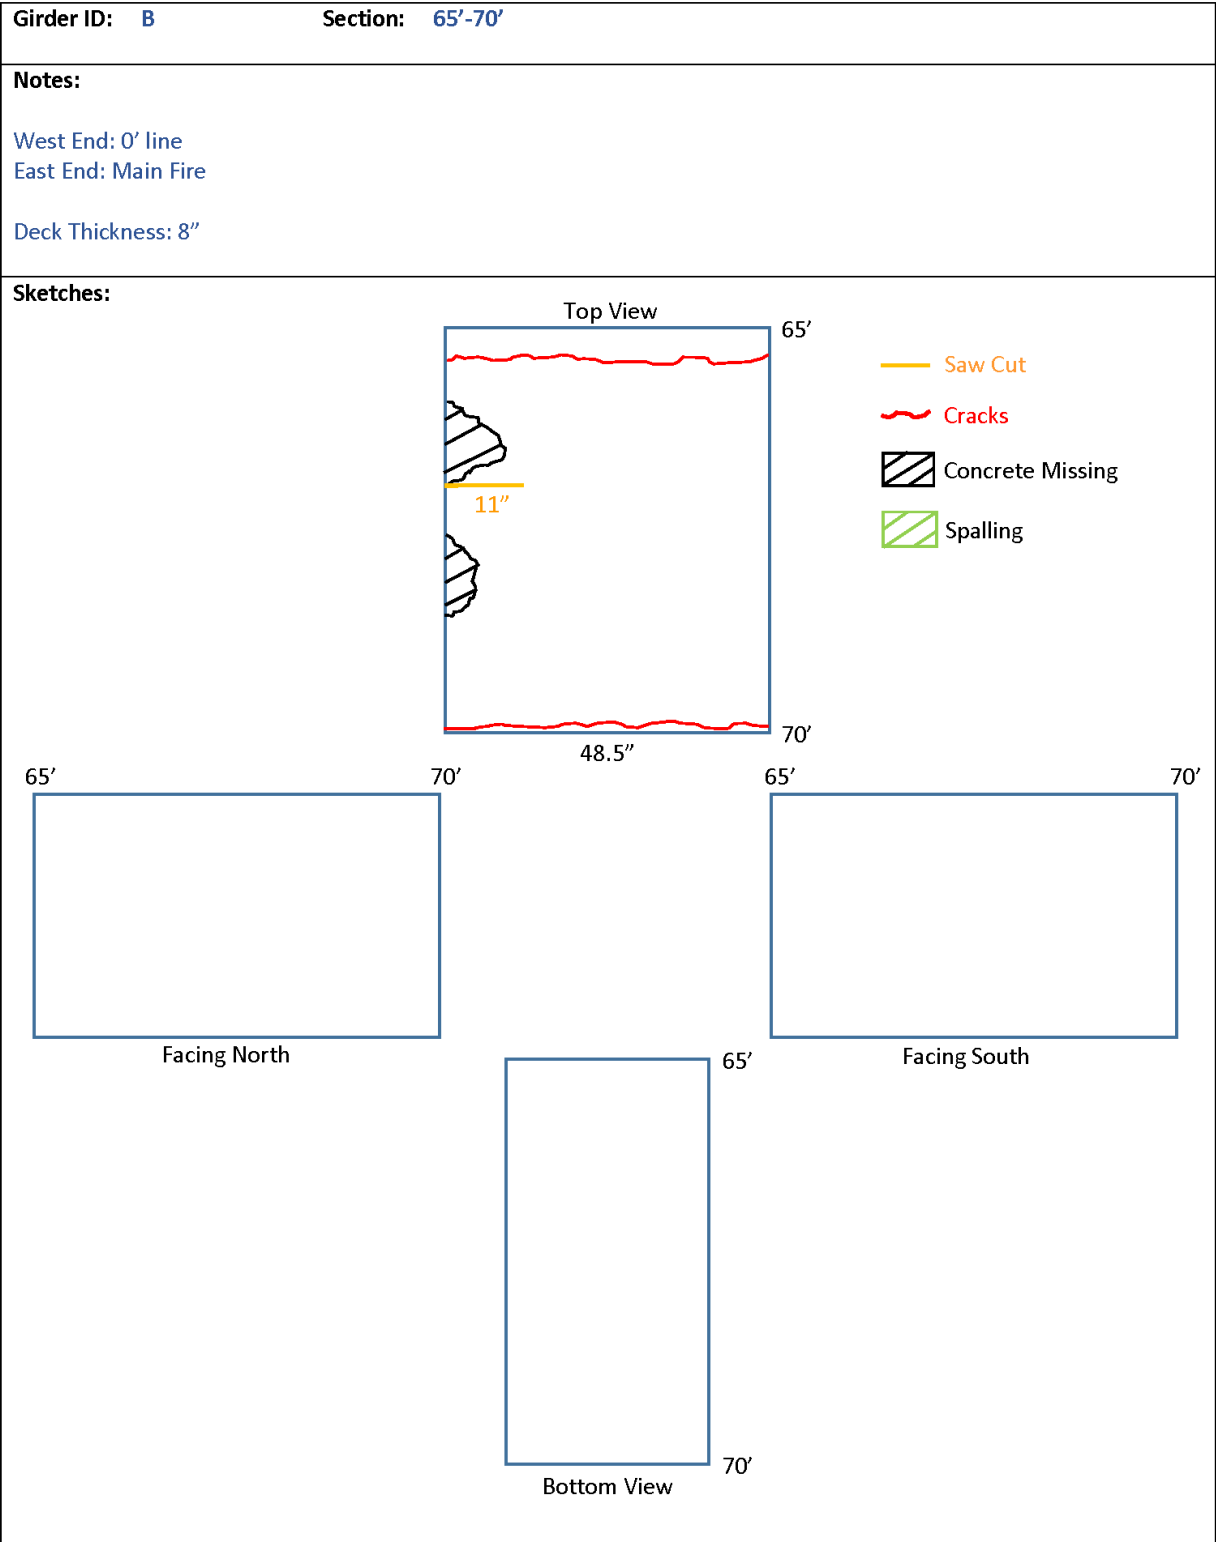 Girder ID: B Section: 65’-70’
Notes:
West End: 0’ line
East End: Main Fire
Deck Thickness: 8”
Sketches:
Top View
65’
Saw Cut
Cracks
Concrete Missing
11”
Spalling
70’
48.5”
65’ 70’ 65’ 70’
Facing North Facing South
65’
70’
Bottom View